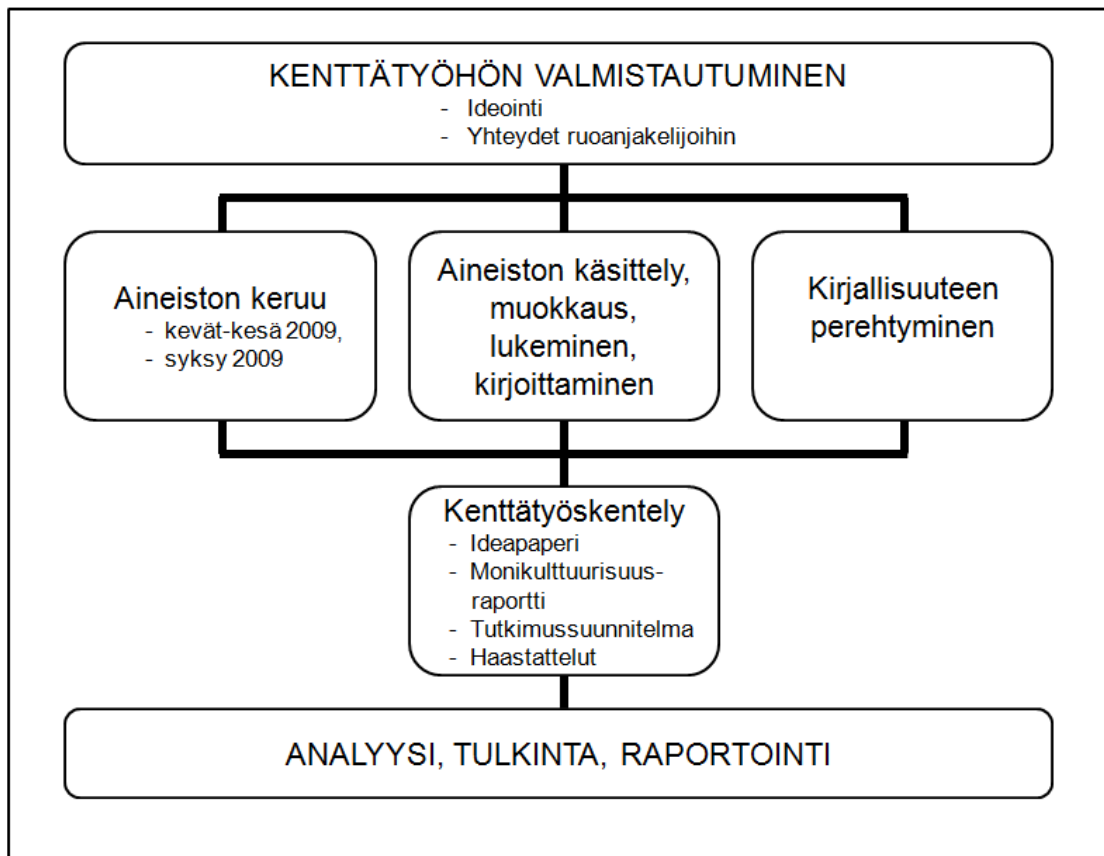 KENTTÄTYÖHÖN VALMISTAUTUMINEN
- Ideointi
- Yhteydet ruoanjakelijoihin
Aineiston keruu
- kevät-kesä 2009,
- syksy 2009
Aineiston käsittely,
muokkaus,
lukeminen,
kirjoittaminen
Kirjallisuuteen
perehtyminen
Kenttätyöskentely
- Ideapaperi
- Monikulttuurisuus-
raportti
- Tutkimussuunnitelma
- Haastattelut
ANALYYSI, TULKINTA, RAPORTOINTI